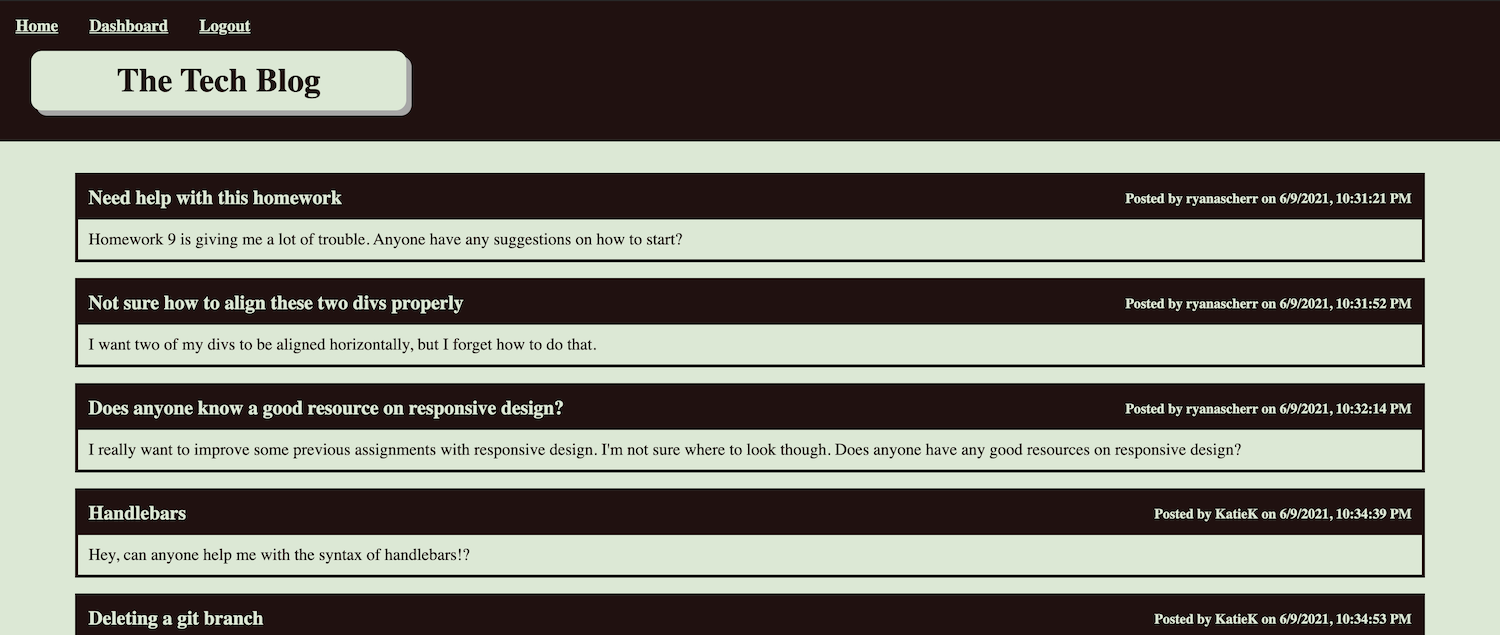 Home Dashboard Logout
The Tech Blog
Need help with this homework Posted by ryanascherr on 6/9/2021, 10:31:21 PM
Homework 9 is giving me a lot of trouble. Anyone have any suggestions on how to start?
Not sure how to align these two divs properly Posted by ryanascherr on 6/9/2021, 10:31:52 PM
I want two of my divs to be aligned horizontally, but I forget how to do that.
Does anyone know a good resource on responsive design? Posted by ryanascherr on 6/9/2021, 10:32:14 PM
I really want to improve some previous assignments with responsive design. I'm not sure where to look though. Does anyone have any good resources on responsive design?
Handlebars Posted by KatieK on 6/9/2021, 10:34:39 PM
Hey, can anyone help me with the syntax of handlebars!?
Deleting a git branch Posted by KatieK on 6/9/2021, 10:34:53 PM